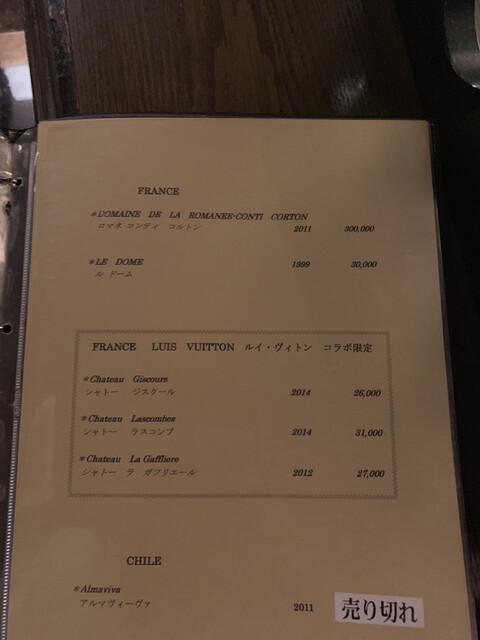 FRANCE
*DOMAINE DE LA ROMANEE-CONTI CORTON
ロマネ コンティ コルトン 2011 300,000
*LE DOME 1999 30,000
ル ドーム
FRANCE LUIS VUITTON ルイ・ヴィトン コラボ限定
*Chateau Giscours
シャトー ジスクール 2014 26,000
*Chateau Lascombes
シャトー ラスコンブ 2014 31,000
*Chateau La Gaffliere
シャトー ラ ガフリエール 2012 27,000
CHILE
*Almaviva
アルマヴィーヴァ 2011 売り切れ